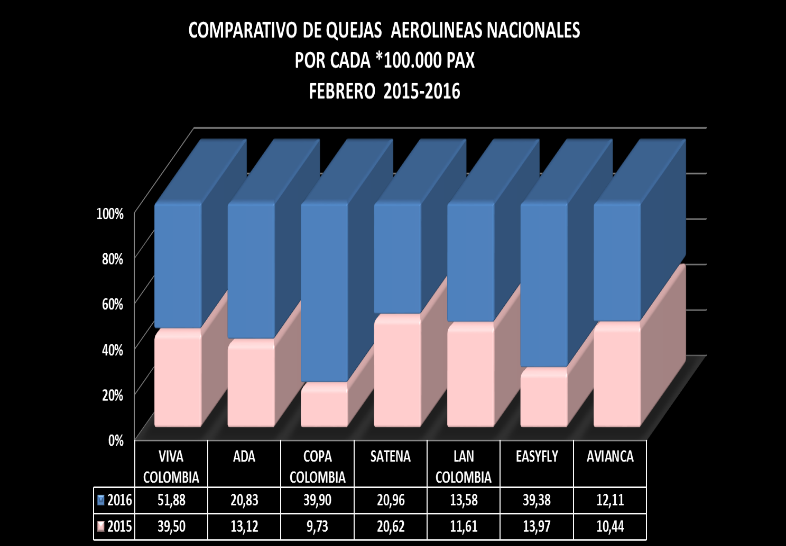 COMPARATIVO DE QUEJAS AEROLINEAS NACIONALES
POR CADA *100.000 PAX
FEBRERO 2015-2016
100%
80%
60%
40%
20%
0%
VIVA COLOMBIA ADA COPA COLOMBIA SATENA LAN COLOMBIA EASYFLY AVIANCA
2016 51,88 20,83 39,90 20,96 13,58 39,38 12,11
2015 39,50 13,12 9,73 20,62 11,61 13,97 10,44